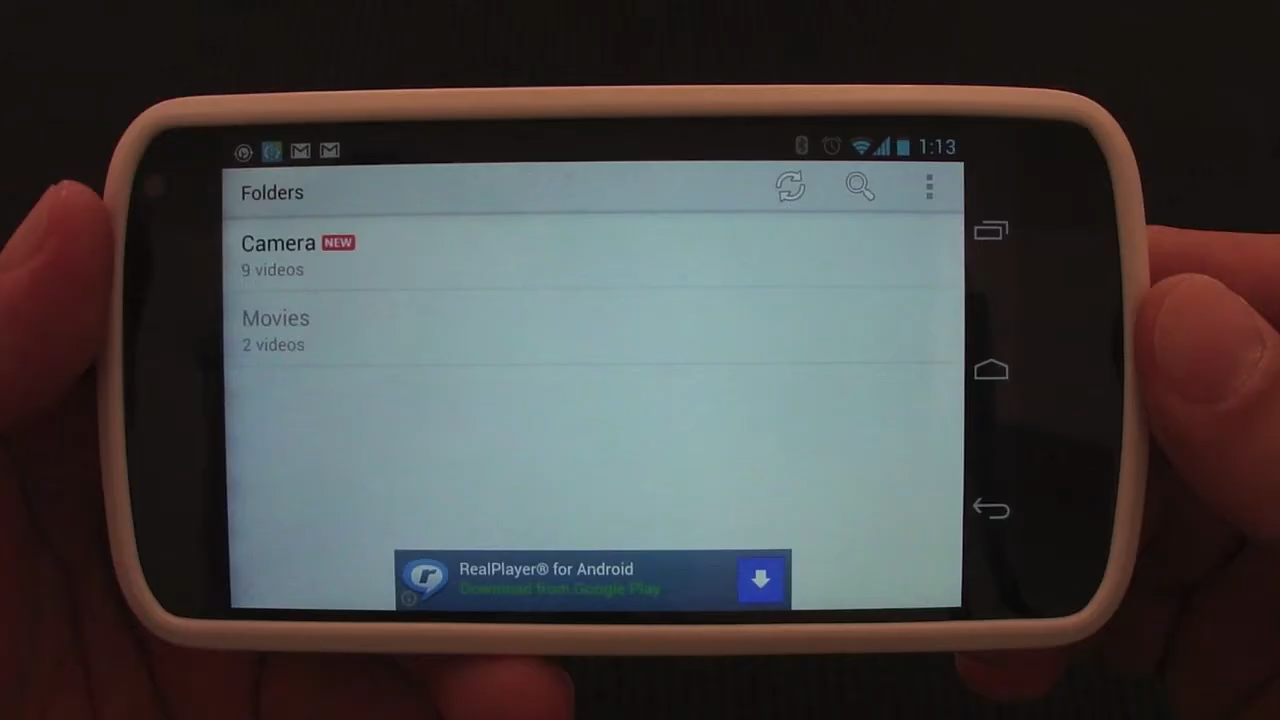 1:13
Folders
Camera NEW
9 videos
Movies
2 videos
RealPlayer® for Android
Download from Google Play